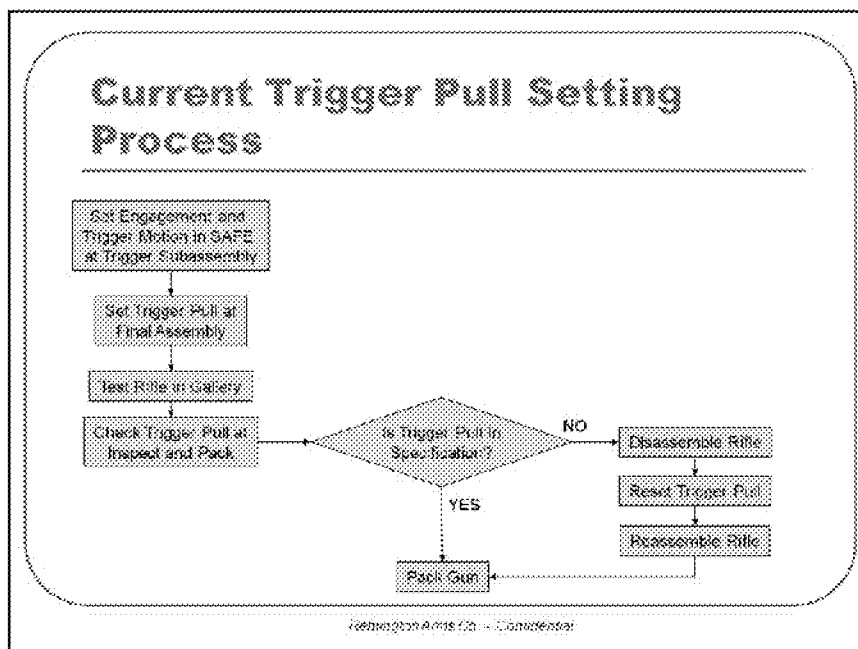 Current Trigger Pull Setting
Process
Set Engagement and
Trigger Motion in SAFE
at Trigger Subassembly
Set Trigger Pull at
Final Assembly
Test Rifle in Gallery
Check Trigger Pull at
Inspect and Pack
Is Trigger Pull in
Specification?
NO
YES
Disassemble Rifle
Reset Trigger Pull
Reassemble Rifle
Pack Gun
Remington Arms Co. - Confidential